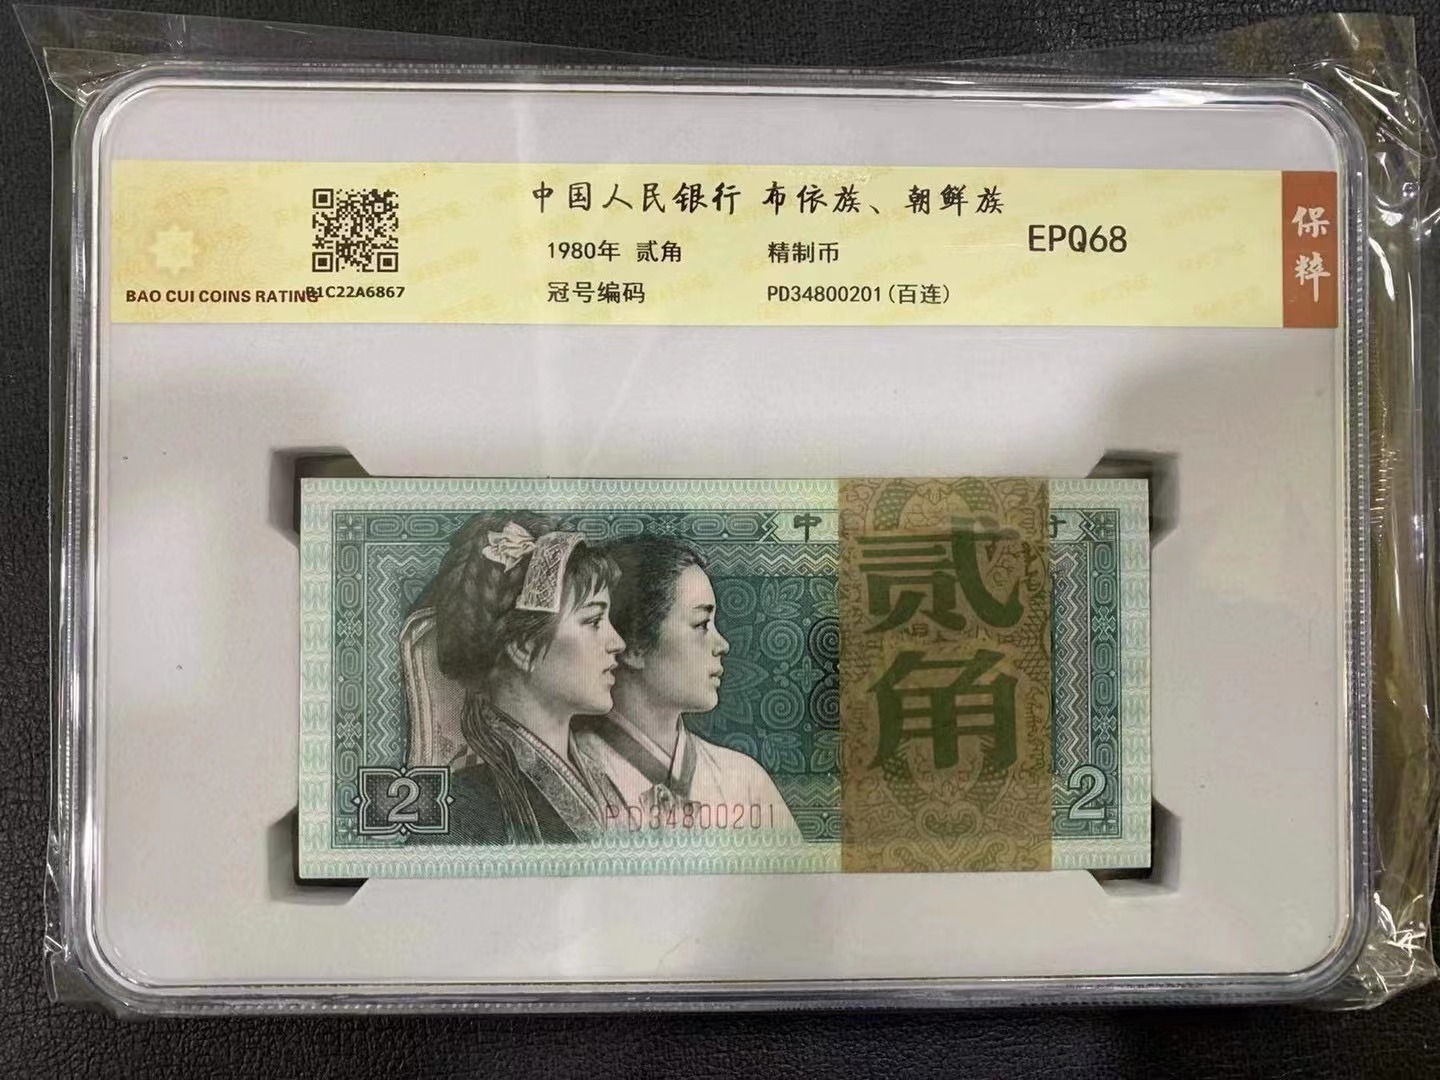 中国人民银行 布依族、朝鲜族
1980年 贰角 精制币
EPQ68
冠号编码 PD34800201(百连)
BAO CUI COINS RATING
B1C22A6867
保粹
中
行
贰角
2
PD34800201
2